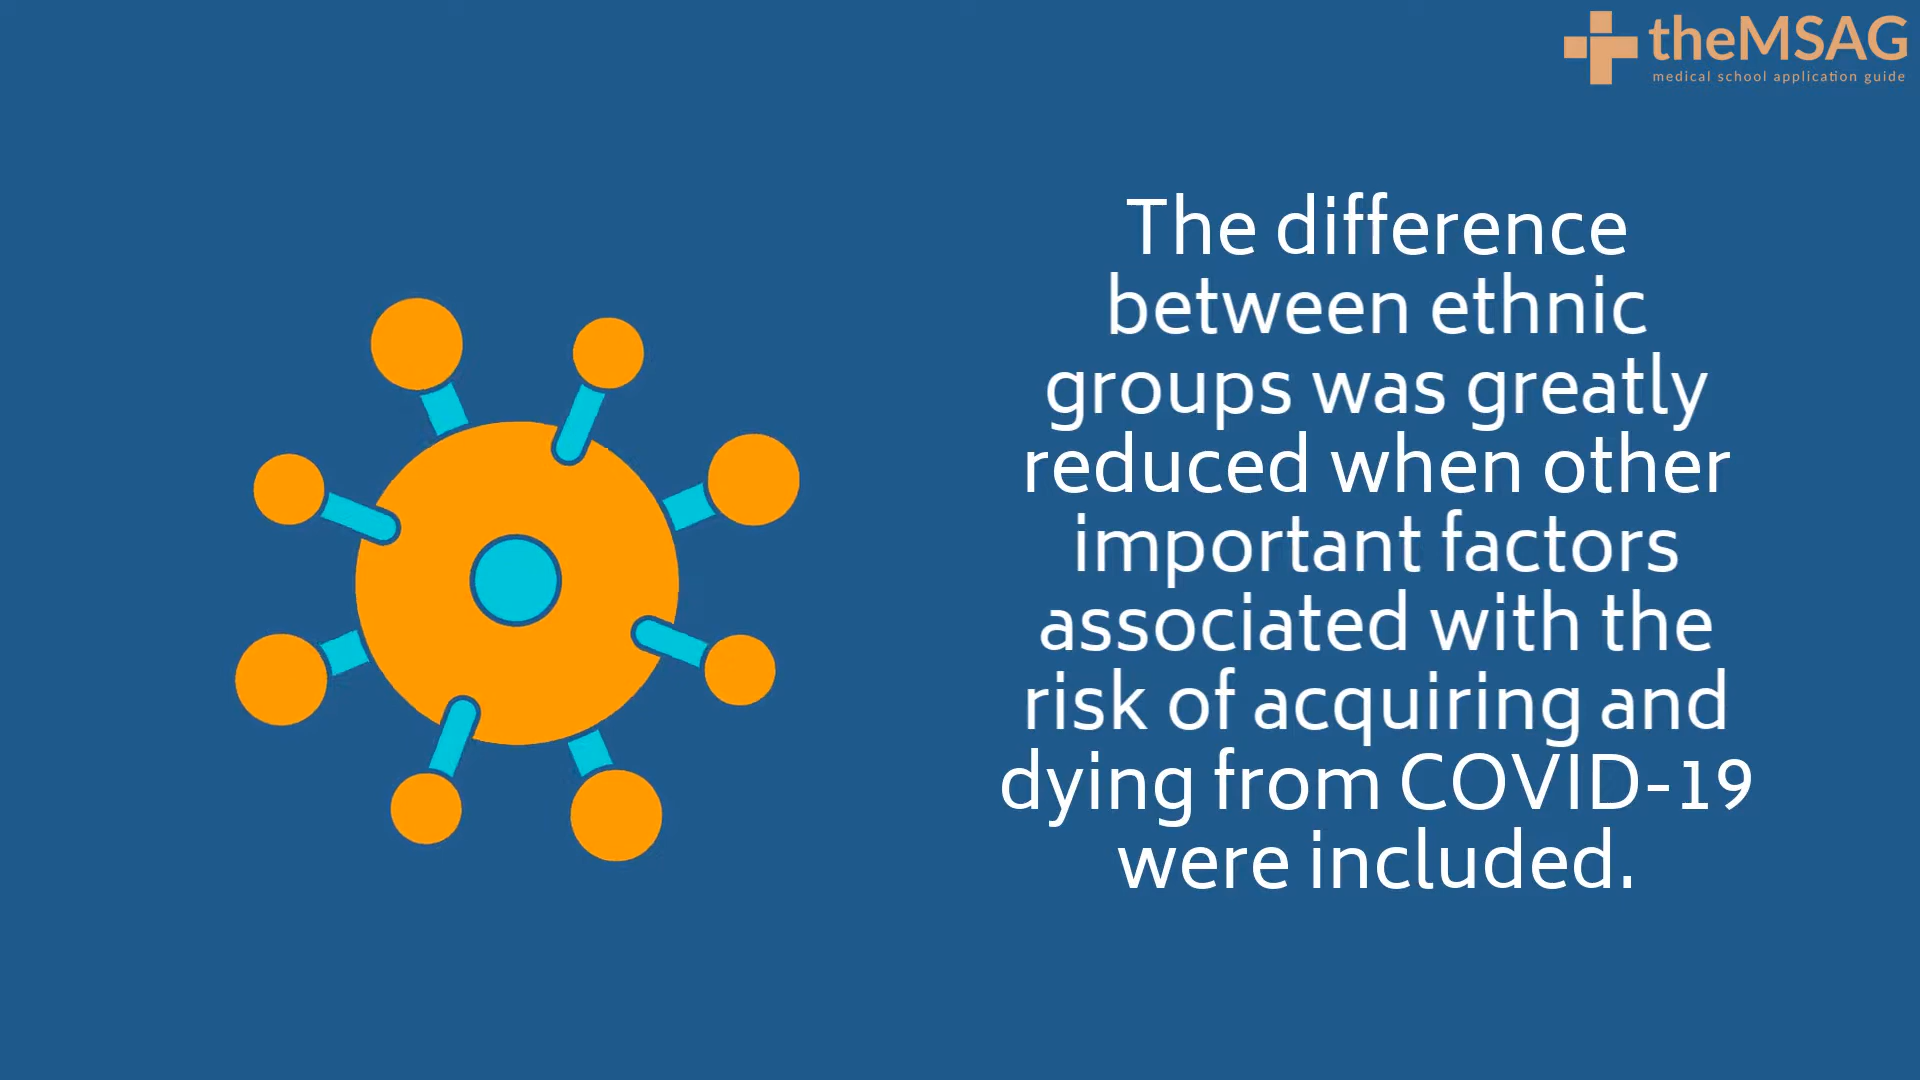 theMSAG
medical school application guide
The difference
between ethnic
groups was greatly
reduced when other
important factors
associated with the
risk of acquiring and
dying from COVID-19
were included.